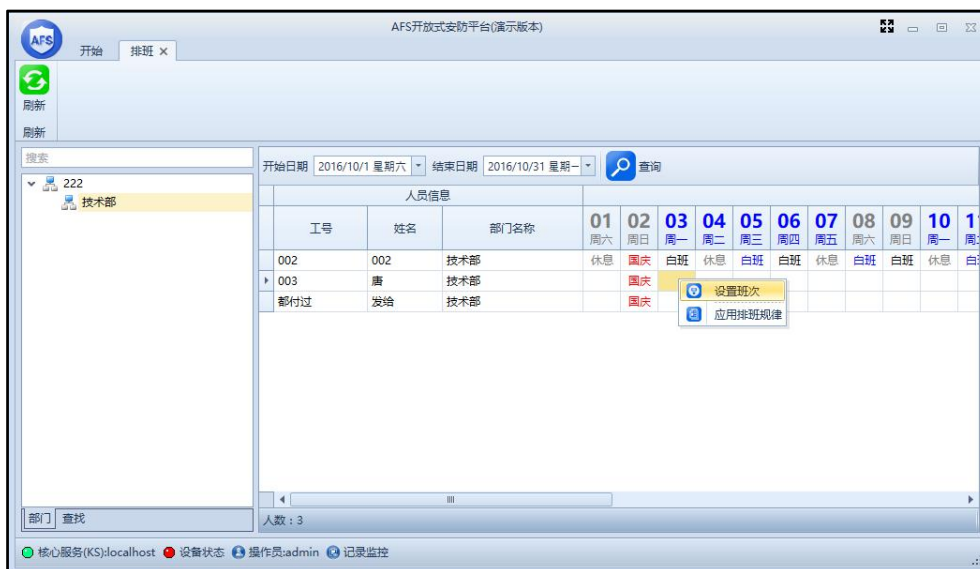 AFS开放式安防平台(演示版本)
AFS
开始 排班
刷新
刷新
搜索
开始日期 2016/10/1 星期六 结束日期 2016/10/31 星期一 查询
222
技术部
人员信息
工号 姓名 部门名称 01 02 03 04 05 06 07 08 09 10
周六 周日 周一 周二 周三 周四 周五 周六 周日 周一
002 002 技术部 休息 国庆 白班 休息 白班 白班 休息 白班 白班 休息
003 唐 技术部 国庆
都付过 发给 技术部 国庆
设置班次
应用排班规律
部门 查找
人数：3
核心服务(KS):localhost 设备状态 操作员:admin 记录监控